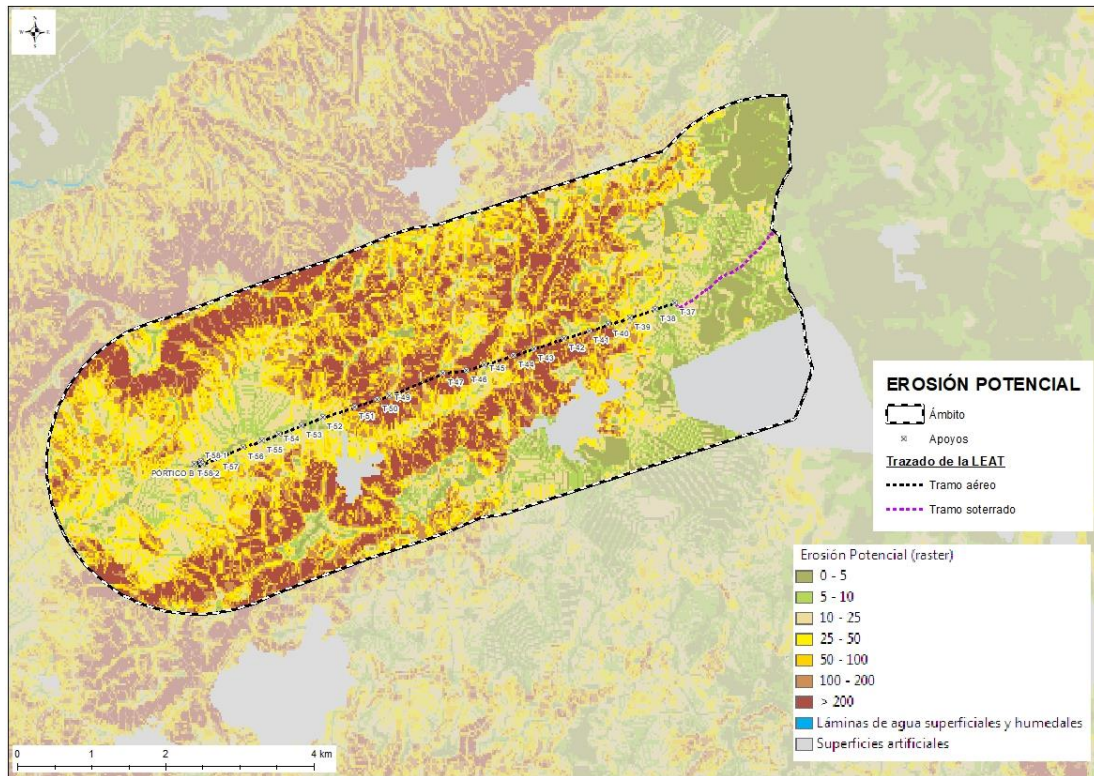 N
W E
S
T-37
T-38
T-39
T-40
T-41
T-42
T-43
T-44
T-45
T-46
T-47
T-49
T-50
T-51
T-52
T-53
T-54
T-55
T-56
T-57
T-58-1
PÓRTICO B T-58-2
EROSIÓN POTENCIAL
Ámbito
Apoyos
Trazado de la LEAT
Tramo aéreo
Tramo soterrado
Erosión Potencial (raster)
0 - 5
5 - 10
10 - 25
25 - 50
50 - 100
100 - 200
> 200
Láminas de agua superficiales y humedales
Superficies artificiales
0 1 2 4 km